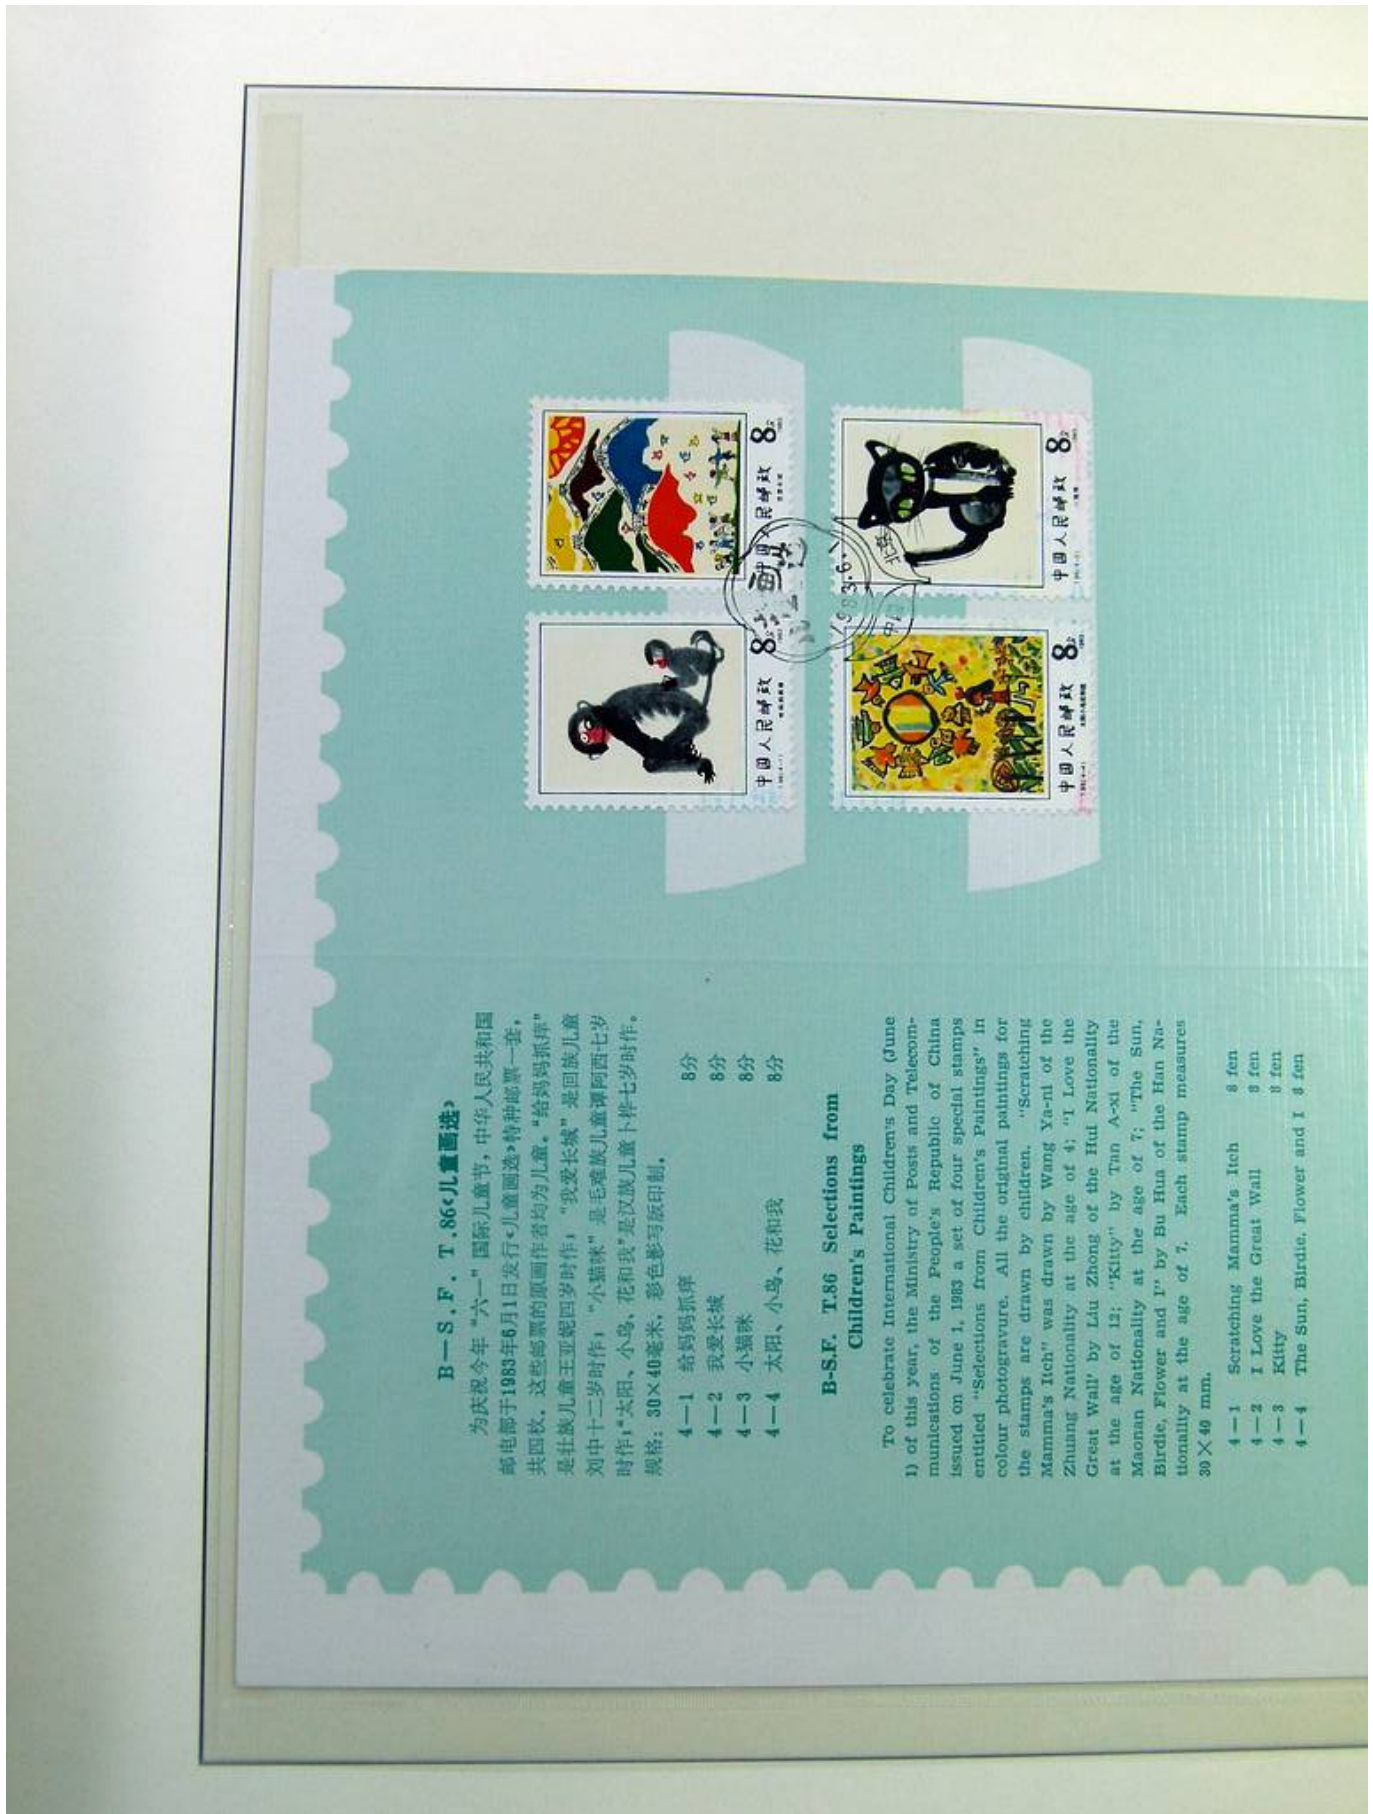 B—S.F. T.86《儿童画选》
为庆祝今年“六一”国际儿童节,中华人民共和国
邮电部于1983年6月1日发行《儿童画选》特种邮票一套,
共四枚。这些邮票的原画作者均为儿童。“给妈妈抓痒”
是壮族儿童王亚妮四岁时作;“我爱长城”是回族儿童
刘中十二岁时作;“小猫咪”是毛难族儿童谭阿西七岁
时作;“太阳、小鸟、花和我”是汉族儿童卜桦七岁时作。
规格:30×40毫米,彩色影写版印制。
4—1 给妈妈抓痒 8分
4—2 我爱长城 8分
4—3 小猫咪 8分
4—4 太阳、小鸟、花和我 8分
B-S.F. T.86 Selections from
Children's Paintings
To celebrate International Children's Day (June
1) of this year, the Ministry of Posts and Telecom-
munications of the People's Republic of China
issued on June 1, 1983 a set of four special stamps
entitled "Selections from Children's Paintings" in
colour photogravure. All the original paintings for
the stamps are drawn by children. "Scratching
Mamma's Itch" was drawn by Wang Ya-ni of the
Zhuang Nationality at the age of 4; "I Love the
Great Wall' by Liu Zhong of the Hui Nationality
at the age of 12; "Kitty" by Tan A-xi of the
Maonan Nationality at the age of 7; "The Sun,
Birdie, Flower and I" by Bu Hua of the Han Na-
tionality at the age of 7. Each stamp measures
30×40 mm.
4—1 Scratching Mamma's Itch 8 fen
4—2 I Love the Great Wall 8 fen
4—3 Kitty 8 fen
4—4 The Sun, Birdie, Flower and I 8 fen
中国人民邮政 8分
中国人民邮政 8分
中国人民邮政 8分
中国人民邮政 8分
1983.6.1
中国
北京